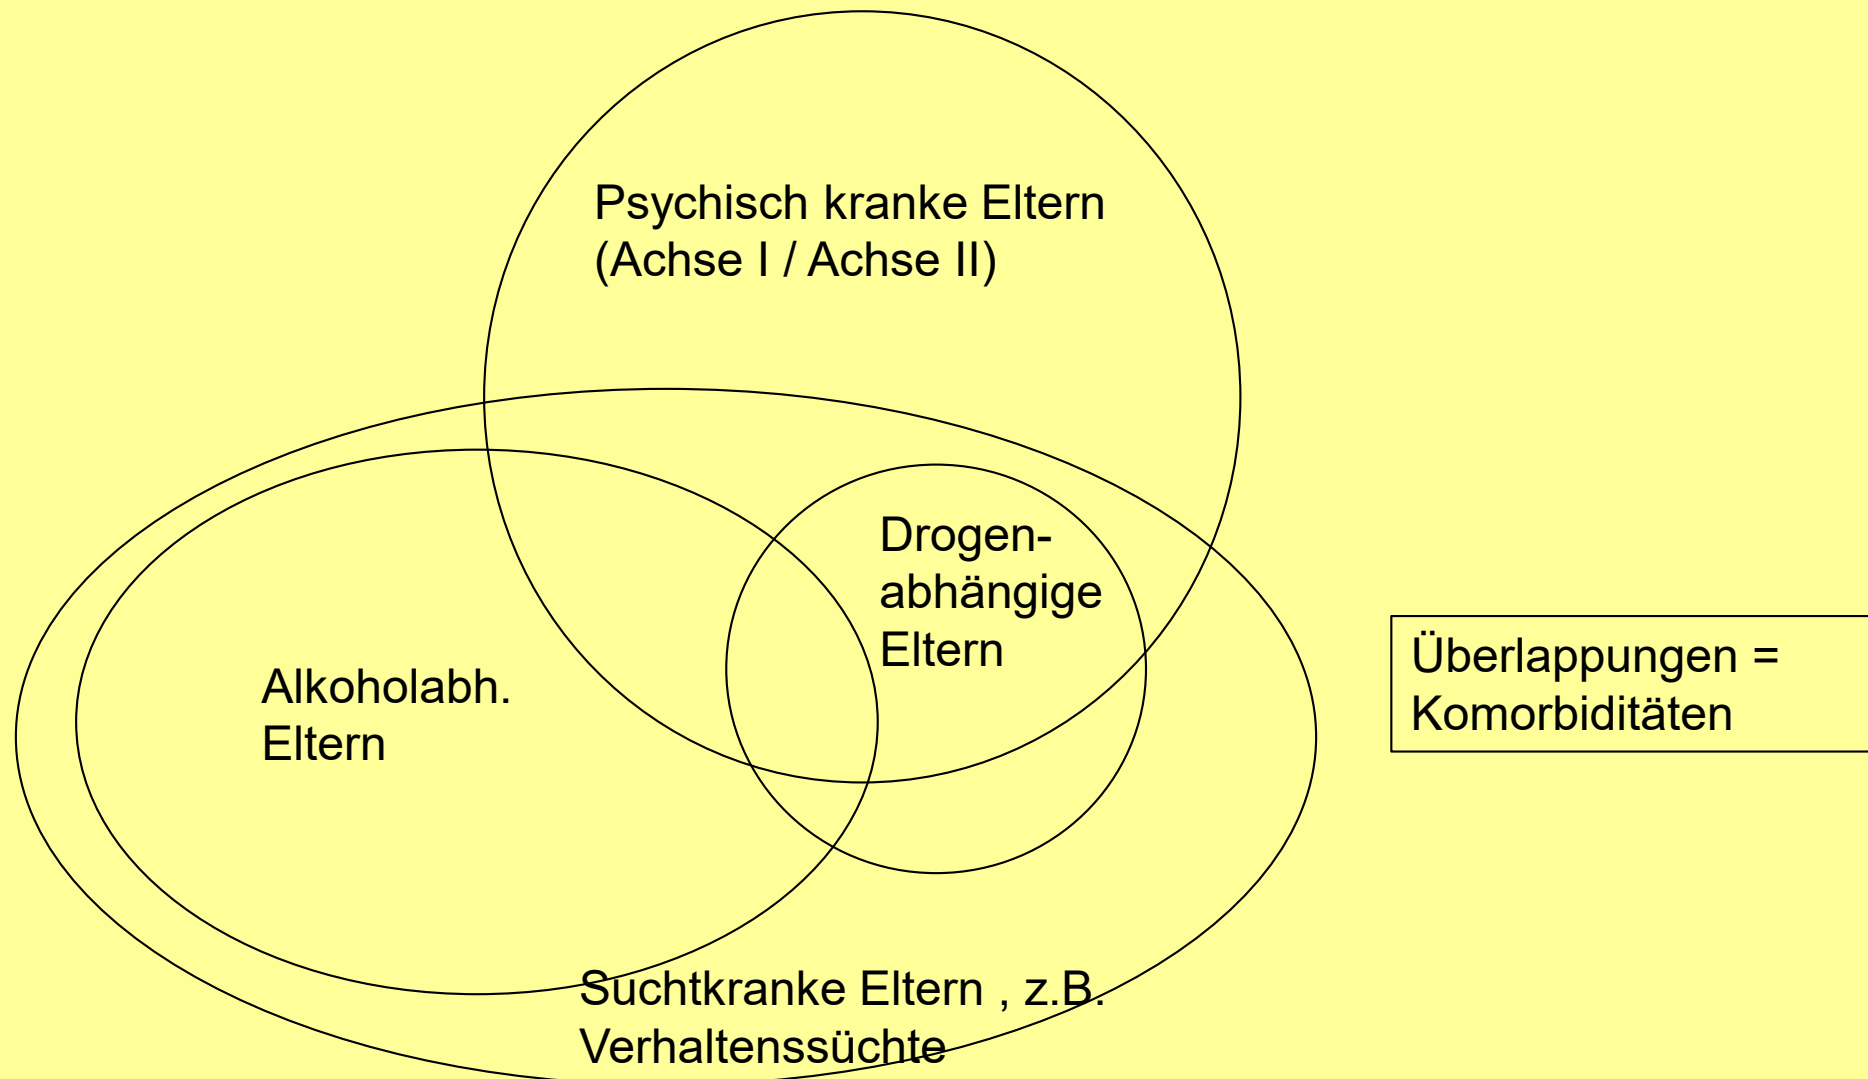 Psychisch kranke Eltern
(Achse I / Achse II)
Drogen-
abhängige
Eltern
Alkoholabh.
Eltern
Überlappungen =
Komorbiditäten
Suchtkranke Eltern , z.B.
Verhaltenssüchte